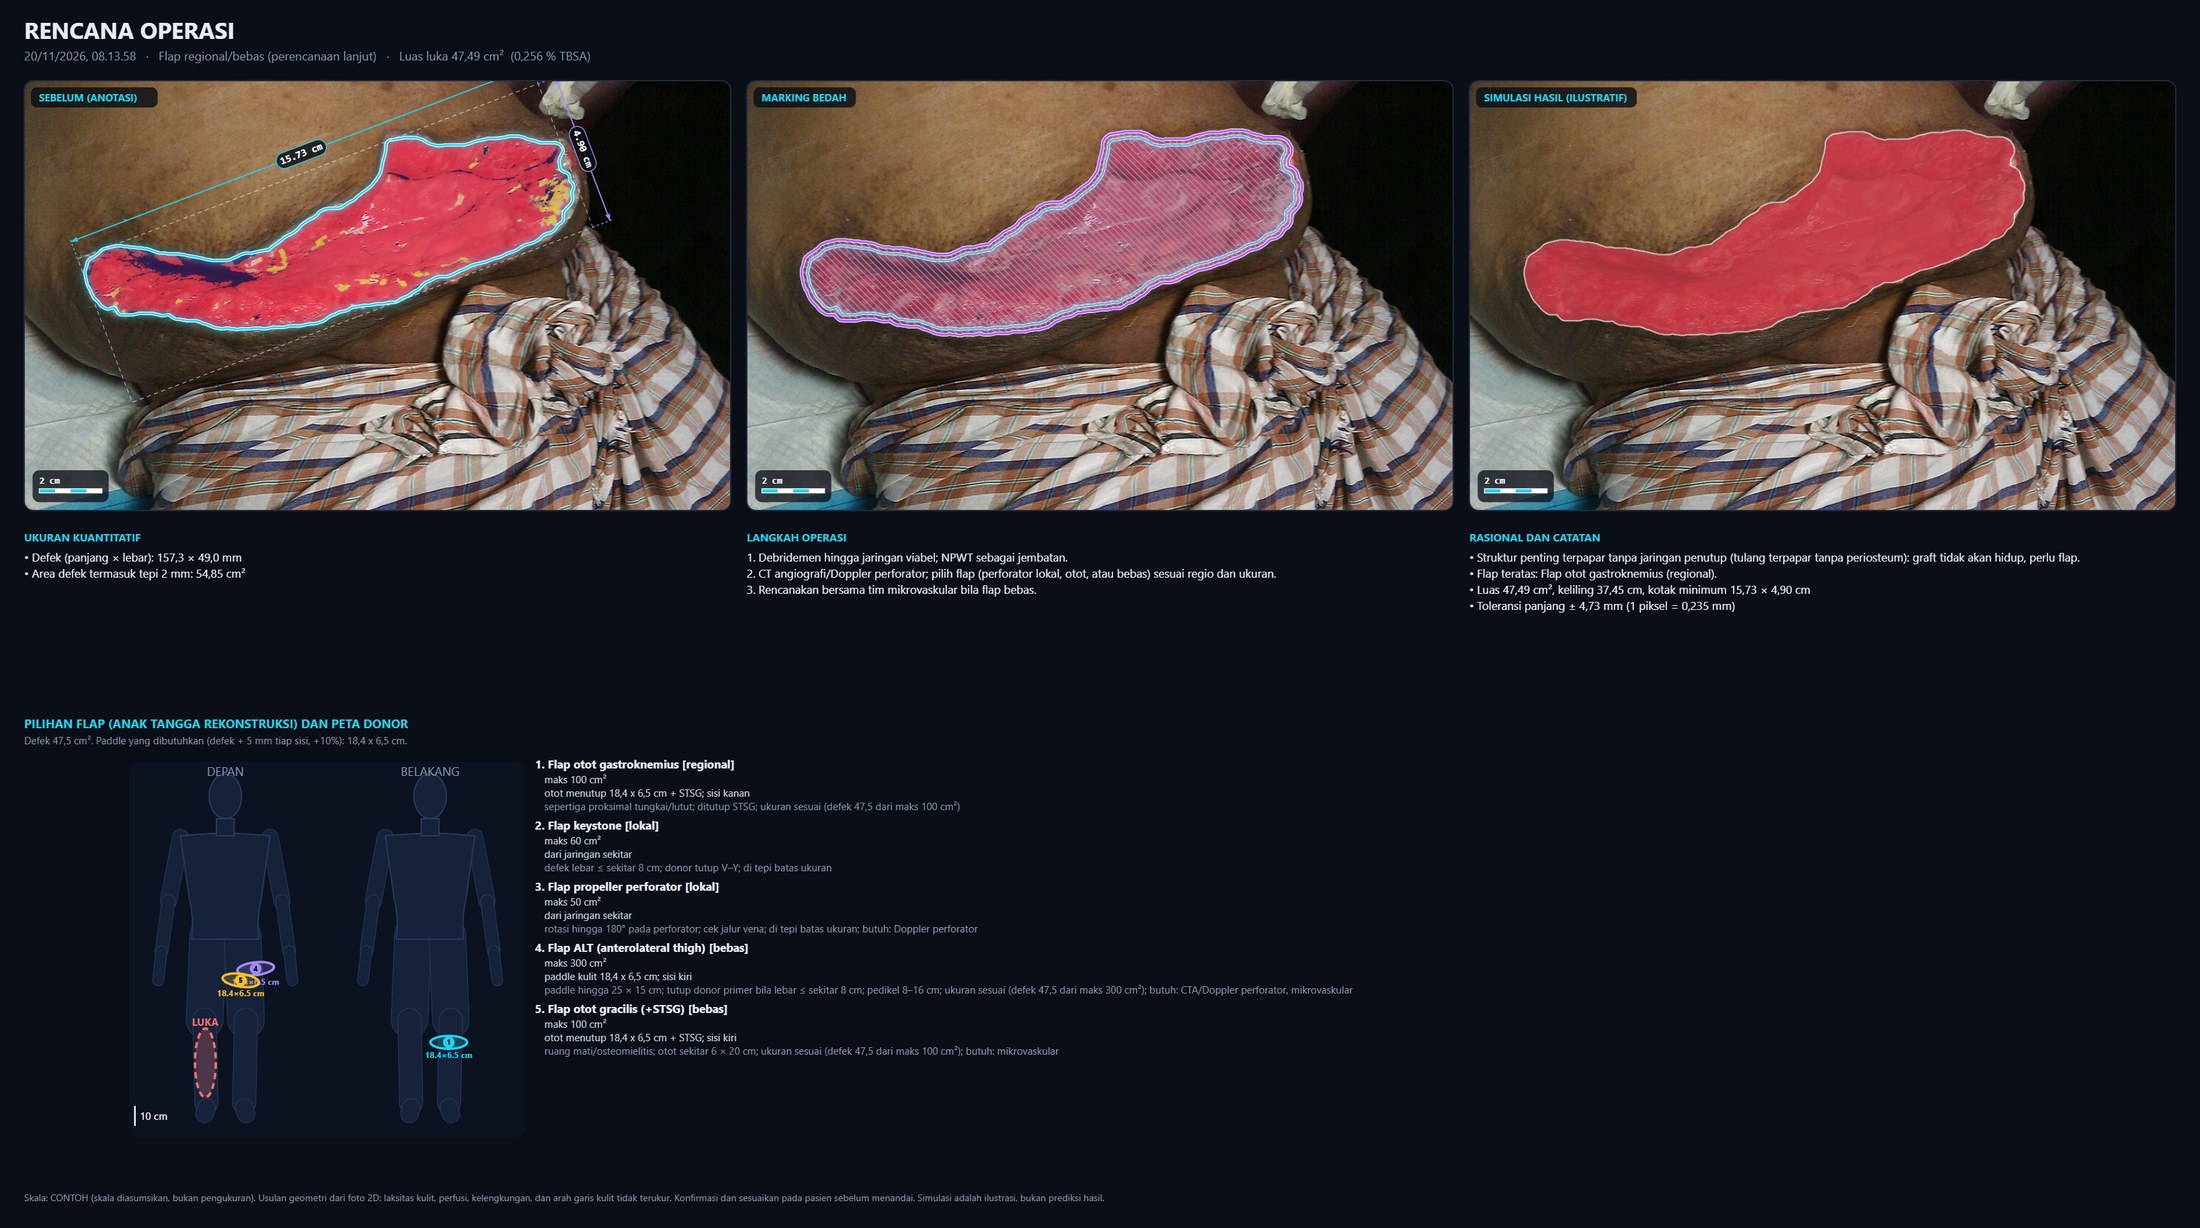 RENCANA OPERASI
20/11/2026, 08.13.58 · Flap regional/bebas (perencanaan lanjut) · Luas luka 47,49 cm² (0,256 % TBSA)
SEBELUM (ANOTASI)
15.73 cm
4.90 cm
2 cm
MARKING BEDAH
2 cm
SIMULASI HASIL (ILUSTRATIF)
2 cm
UKURAN KUANTITATIF
• Defek (panjang × lebar): 157,3 × 49,0 mm
• Area defek termasuk tepi 2 mm: 54,85 cm²
LANGKAH OPERASI
1. Debridemen hingga jaringan viabel; NPWT sebagai jembatan.
2. CT angiografi/Doppler perforator; pilih flap (perforator lokal, otot, atau bebas) sesuai regio dan ukuran.
3. Rencanakan bersama tim mikrovaskular bila flap bebas.
RASIONAL DAN CATATAN
• Struktur penting terpapar tanpa jaringan penutup (tulang terpapar tanpa periosteum): graft tidak akan hidup, perlu flap.
• Flap teratas: Flap otot gastroknemius (regional).
• Luas 47,49 cm², keliling 37,45 cm, kotak minimum 15,73 × 4,90 cm
• Toleransi panjang ± 4,73 mm (1 piksel = 0,235 mm)
PILIHAN FLAP (ANAK TANGGA REKONSTRUKSI) DAN PETA DONOR
Defek 47,5 cm². Paddle yang dibutuhkan (defek + 5 mm tiap sisi, +10%): 18,4 x 6,5 cm.
DEPAN
BELAKANG
4
5
18.4×6.5 cm
LUKA
1
18.4×6.5 cm
10 cm
1. Flap otot gastroknemius [regional]
maks 100 cm²
otot menutup 18,4 x 6,5 cm + STSG; sisi kanan
sepertiga proksimal tungkai/lutut; ditutup STSG; ukuran sesuai (defek 47,5 dari maks 100 cm²)
2. Flap keystone [lokal]
maks 60 cm²
dari jaringan sekitar
defek lebar ≤ sekitar 8 cm; donor tutup V–Y; di tepi batas ukuran
3. Flap propeller perforator [lokal]
maks 50 cm²
dari jaringan sekitar
rotasi hingga 180° pada perforator; cek jalur vena; di tepi batas ukuran; butuh: Doppler perforator
4. Flap ALT (anterolateral thigh) [bebas]
maks 300 cm²
paddle kulit 18,4 x 6,5 cm; sisi kiri
paddle hingga 25 × 15 cm; tutup donor primer bila lebar ≤ sekitar 8 cm; pedikel 8–16 cm; ukuran sesuai (defek 47,5 dari maks 300 cm²); butuh: CTA/Doppler perforator, mikrovaskular
5. Flap otot gracilis (+STSG) [bebas]
maks 100 cm²
otot menutup 18,4 x 6,5 cm + STSG; sisi kiri
ruang mati/osteomielitis; otot sekitar 6 × 20 cm; ukuran sesuai (defek 47,5 dari maks 100 cm²); butuh: mikrovaskular
Skala: CONTOH (skala diasumsikan, bukan pengukuran). Usulan geometri dari foto 2D: laksitas kulit, perfusi, kelengkungan, dan arah garis kulit tidak terukur. Konfirmasi dan sesuaikan pada pasien sebelum menandai. Simulasi adalah ilustrasi, bukan prediksi hasil.